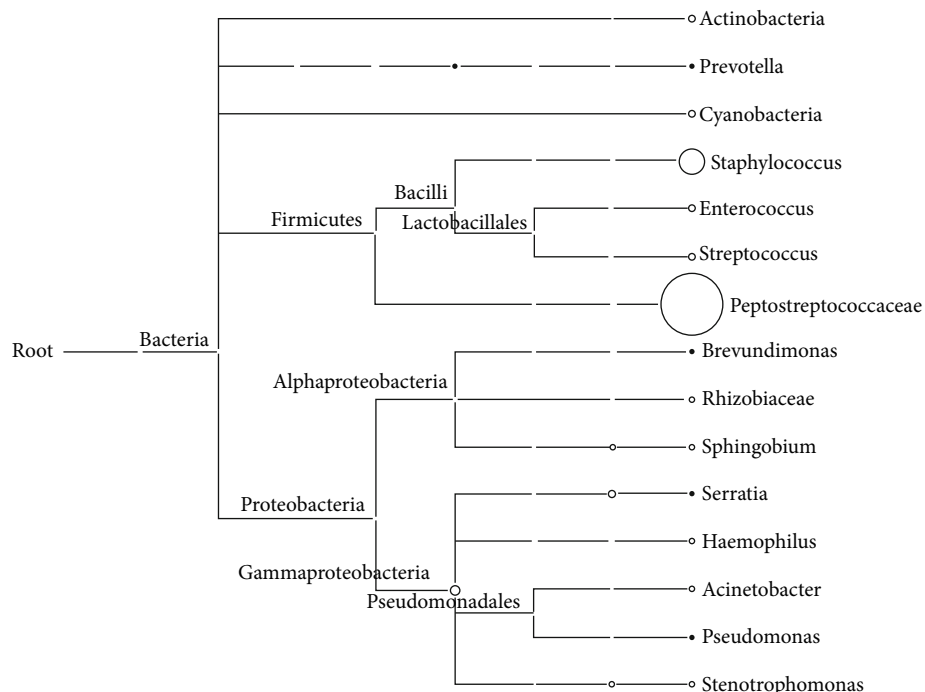 Actinobacteria
Prevotella
Cyanobacteria
Staphylococcus
Bacilli
Enterococcus
Firmicutes
Lactobacillales
Streptococcus
Peptostreptococcaceae
Root
Bacteria
Brevundimonas
Alphaproteobacteria
Rhizobiaceae
Sphingobium
Serratia
Proteobacteria
Haemophilus
Gammaproteobacteria
Acinetobacter
Pseudomonadales
Pseudomonas
Stenotrophomonas